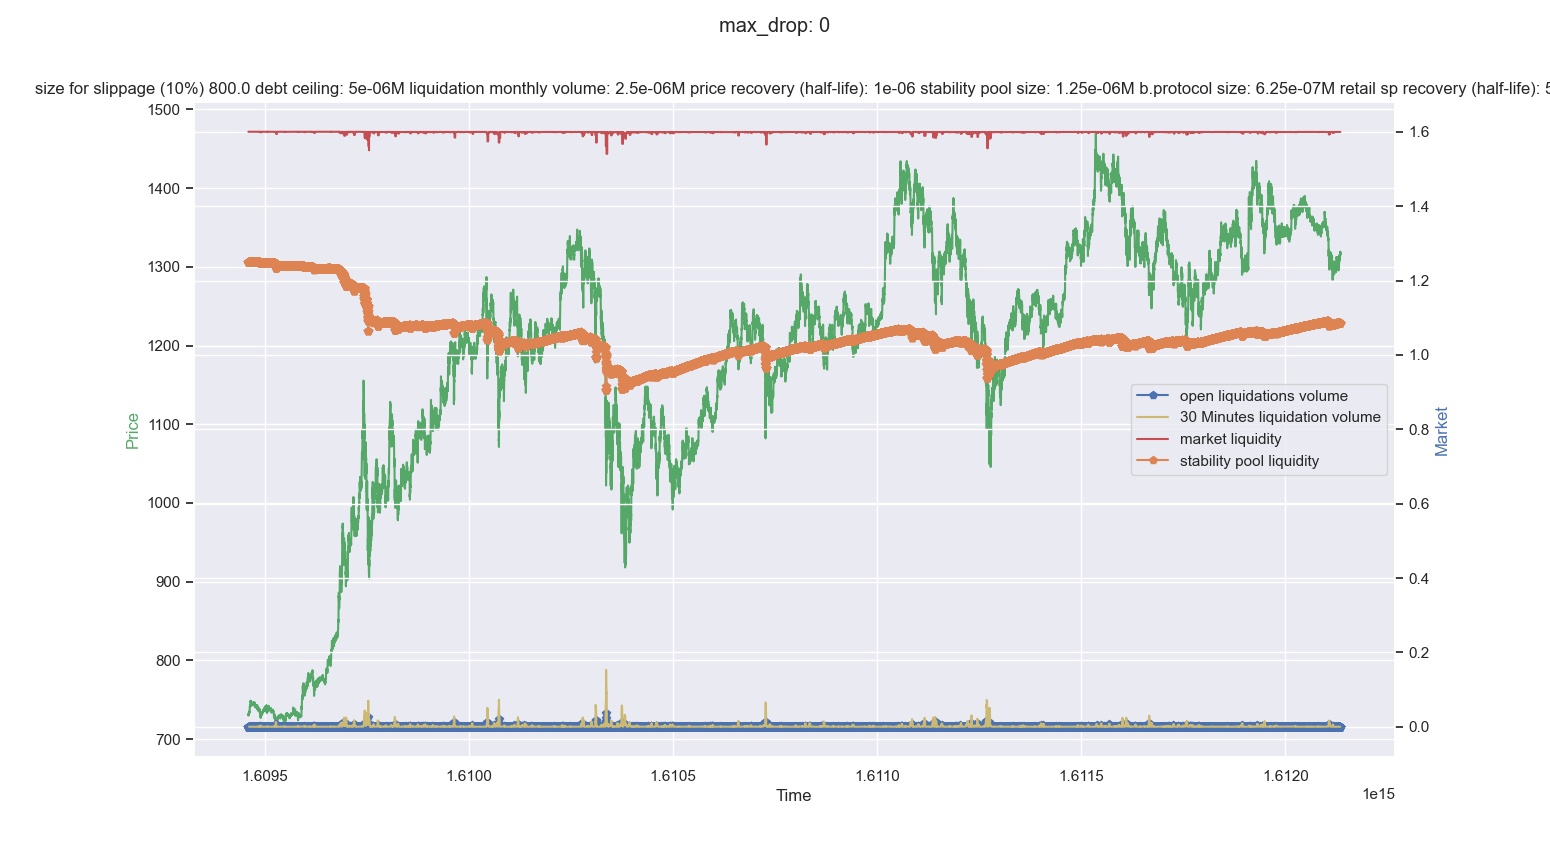 max_drop: 0
size for slippage (10%) 800.0 debt ceiling: 5e-06M liquidation monthly volume: 2.5e-06M price recovery (half-life): 1e-06 stability pool size: 1.25e-06M b.protocol size: 6.25e-07M retail sp recovery (half-life): 5
1500
1400
1300
1200
1100
1000
900
800
700
Price
1.6
1.4
1.2
1.0
0.8
0.6
0.4
0.2
0.0
Market
open liquidations volume
30 Minutes liquidation volume
market liquidity
stability pool liquidity
1.6095
1.6100
1.6105
1.6110
1.6115
1.6120
Time
1e15